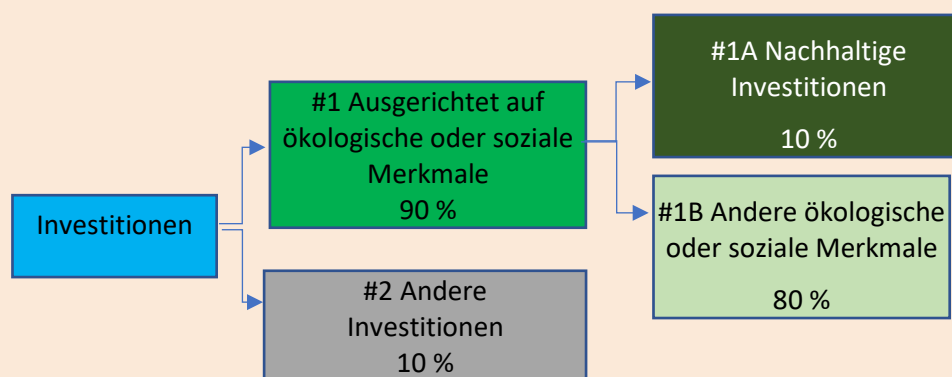 Investitionen
#1 Ausgerichtet auf
ökologische oder soziale
Merkmale
90 %
#2 Andere
Investitionen
10 %
#1A Nachhaltige
Investitionen
10 %
#1B Andere ökologische
oder soziale Merkmale
80 %